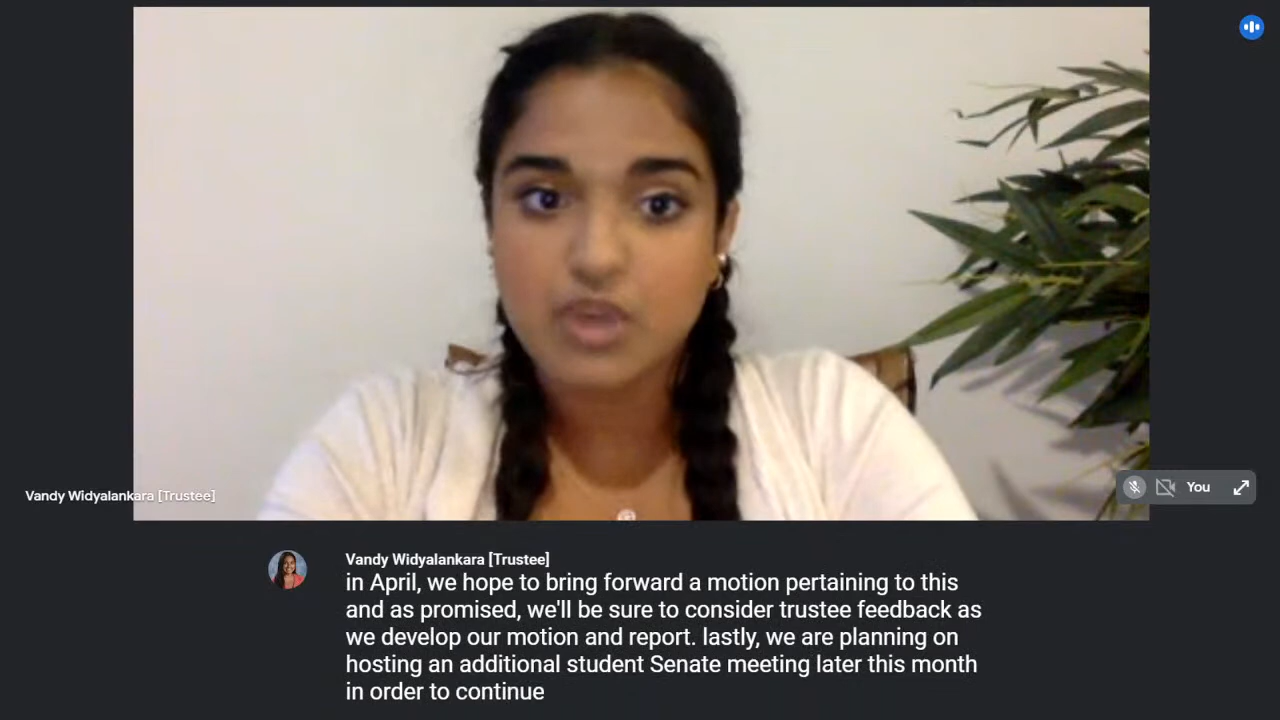 Vandy Widyalankara [Trustee]
You
Vandy Widyalankara [Trustee]
in April, we hope to bring forward a motion pertaining to this
and as promised, we'll be sure to consider trustee feedback as
we develop our motion and report. lastly, we are planning on
hosting an additional student Senate meeting later this month
in order to continue